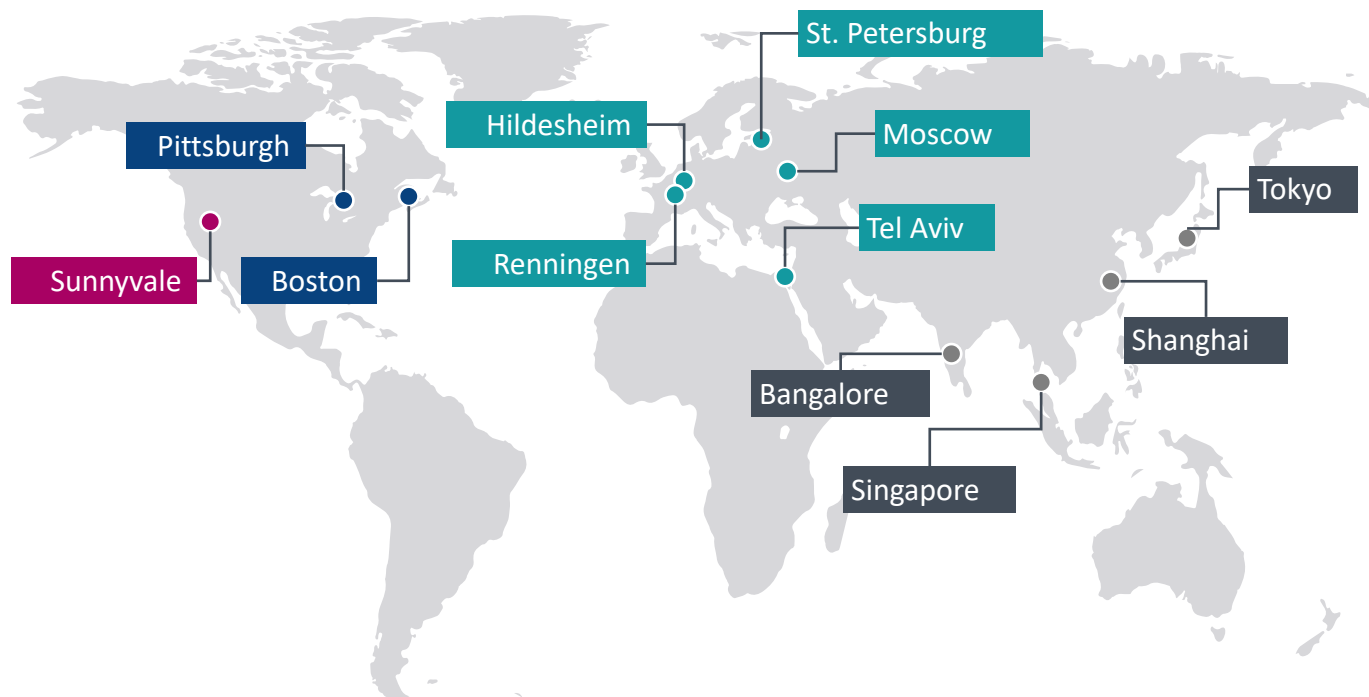 St. Petersburg
Hildesheim
Moscow
Pittsburgh
Tokyo
Tel Aviv
Renningen
Sunnyvale
Boston
Shanghai
Bangalore
Singapore